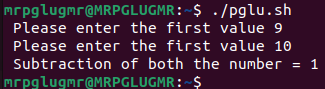 mrpglugmr@MRPGLUGMR:~$ ./pglu.sh
Please enter the first value 9
Please enter the first value 10
Subtraction of both the number = 1
mrpglugmr@MRPGLUGMR:~$